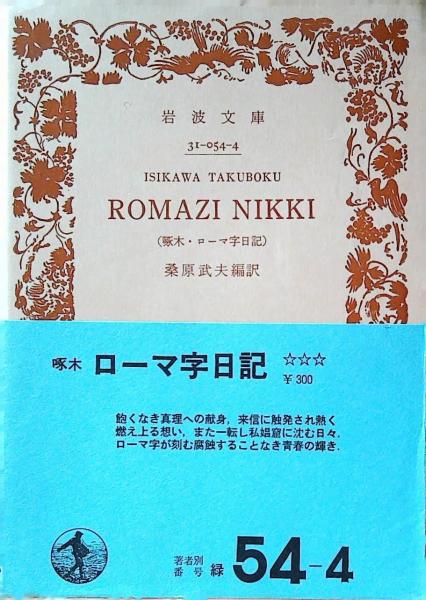 岩波文庫
31-054-4
ISIKAWA TAKUBOKU
ROMAZI NIKKI
(啄木・ローマ字日記)
桑原武夫編訳
啄木 ローマ字日記 ☆☆☆
¥300
飽くなき真理への献身，来信に触発され熱く
燃え上る想い，また一転し私娼窟に沈む日々．
ローマ字が刻む腐蝕することなき青春の輝き．
著者別
番号 緑 54-4